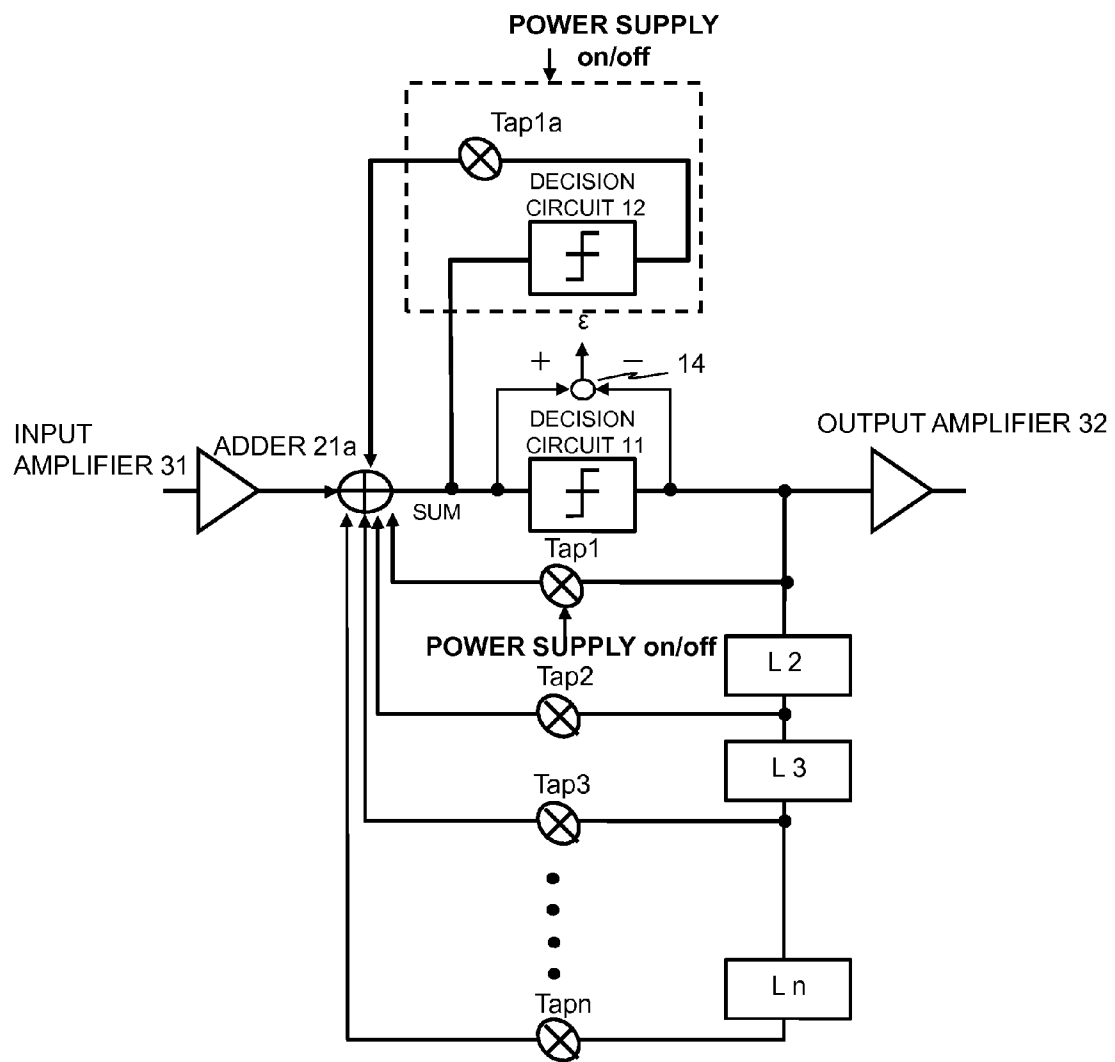 POWER SUPPLY
on/off
Tap1a
DECISION
CIRCUIT 12
ε
+ − 14
DECISION
CIRCUIT 11
INPUT
AMPLIFIER 31
ADDER 21a
OUTPUT AMPLIFIER 32
SUM
Tap1
POWER SUPPLY on/off
L 2
Tap2
L 3
Tap3
L n
Tapn